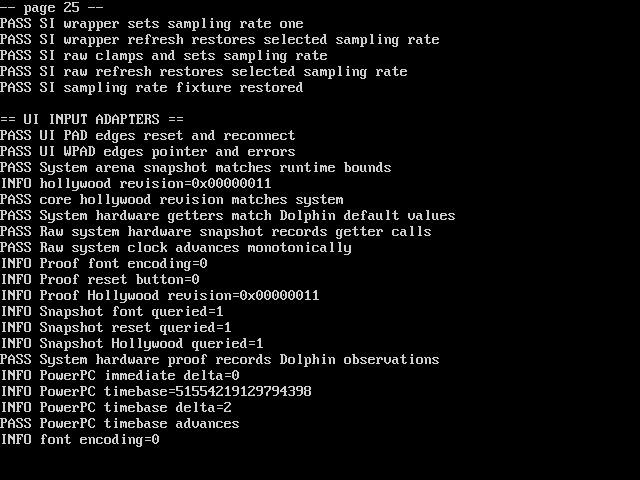 -- page 25 --
PASS SI wrapper sets sampling rate one
PASS SI wrapper refresh restores selected sampling rate
PASS SI raw clamps and sets sampling rate
PASS SI raw refresh restores selected sampling rate
PASS SI sampling rate fixture restored

== UI INPUT ADAPTERS ==
PASS UI PAD edges reset and reconnect
PASS UI WPAD edges pointer and errors
PASS System arena snapshot matches runtime bounds
INFO hollywood revision=0x00000011
PASS core hollywood revision matches system
PASS System hardware getters match Dolphin default values
PASS Raw system hardware snapshot records getter calls
PASS Raw system clock advances monotonically
INFO Proof font encoding=0
INFO Proof reset button=0
INFO Proof Hollywood revision=0x00000011
INFO Snapshot font queried=1
INFO Snapshot reset queried=1
INFO Snapshot Hollywood queried=1
PASS System hardware proof records Dolphin observations
INFO PowerPC immediate delta=0
INFO PowerPC timebase=51554219129794398
INFO PowerPC timebase delta=2
PASS PowerPC timebase advances
INFO font encoding=0